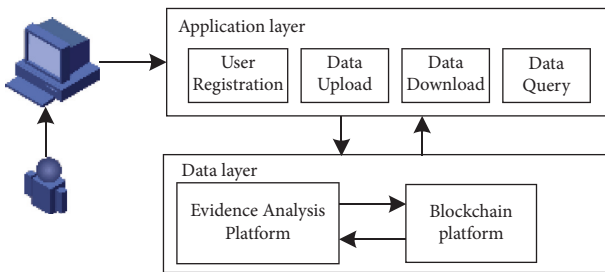 Application layer
User
Registration
Data
Upload
Data
Download
Data
Query
Data layer
Evidence Analysis
Platform
Blockchain
platform